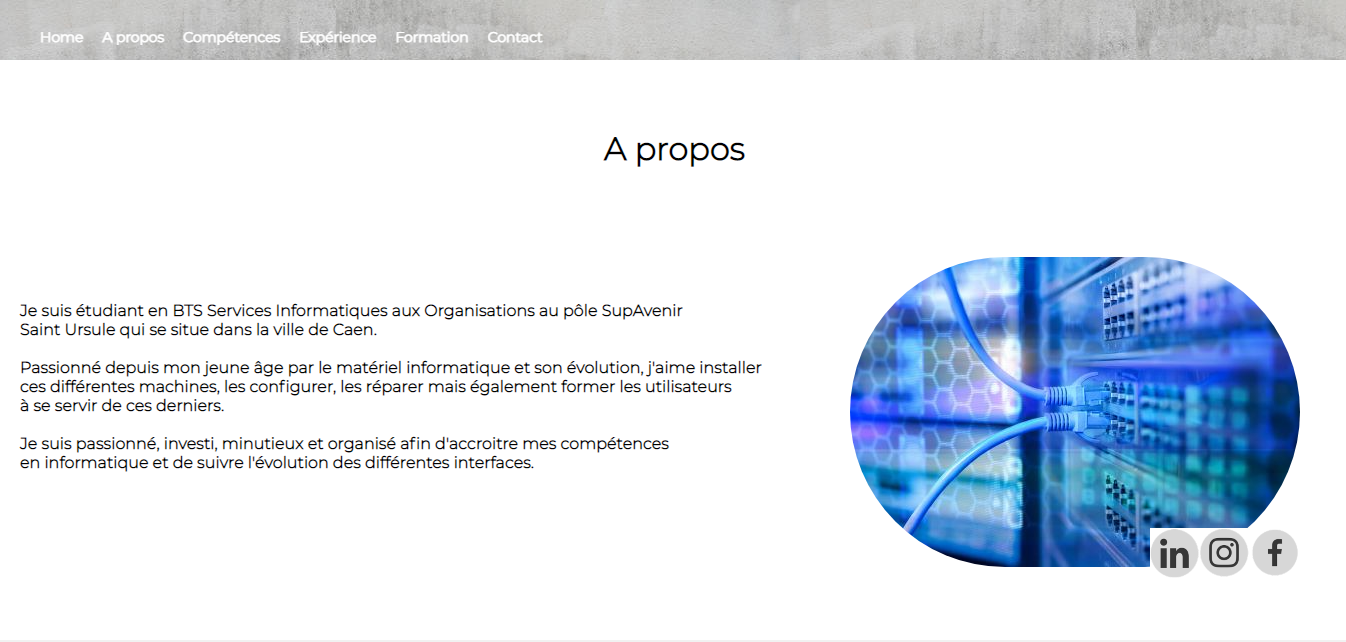 Home A propos Compétences Expérience Formation Contact
A propos
Je suis étudiant en BTS Services Informatiques aux Organisations au pôle SupAvenir
Saint Ursule qui se situe dans la ville de Caen.
Passionné depuis mon jeune âge par le matériel informatique et son évolution, j'aime installer
ces différentes machines, les configurer, les réparer mais également former les utilisateurs
à se servir de ces derniers.
Je suis passionné, investi, minutieux et organisé afin d'accroitre mes compétences
en informatique et de suivre l'évolution des différentes interfaces.
in f